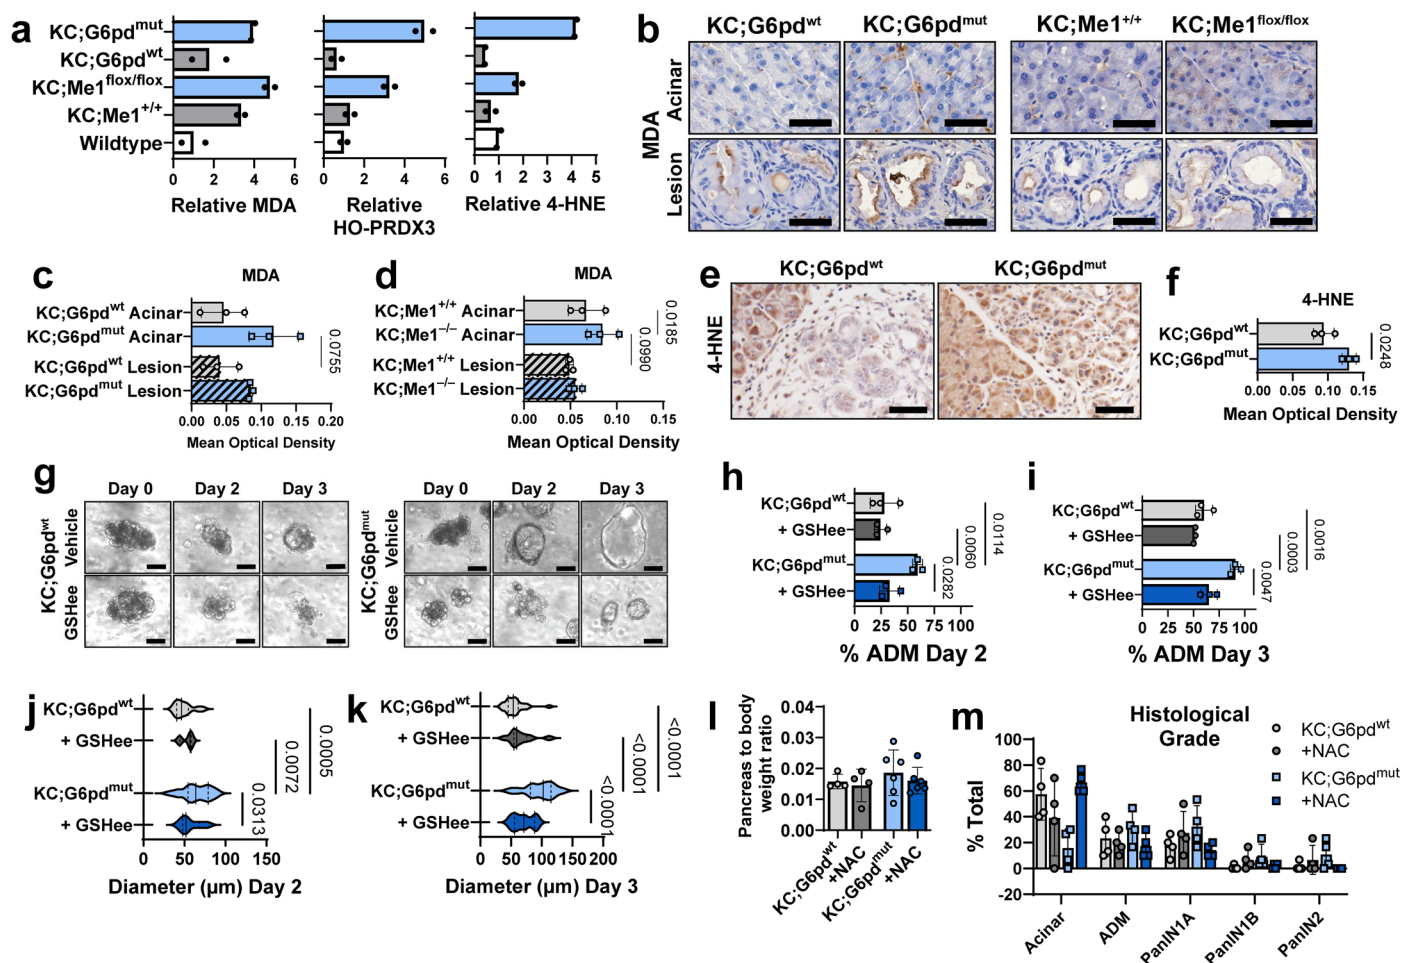 a
KC;G6pd^mut
KC;G6pd^wt
KC;Me1^flox/flox
KC;Me1^+/+
Wildtype
0 2 4 6
Relative MDA
0 2 4 6
Relative
HO-PRDX3
0 1 2 3 4 5
Relative 4-HNE
b
KC;G6pd^wt KC;G6pd^mut KC;Me1^+/+ KC;Me1^flox/flox
MDA
Acinar
Lesion
c
MDA
KC;G6pd^wt Acinar
KC;G6pd^mut Acinar
KC;G6pd^wt Lesion
KC;G6pd^mut Lesion
0.0755
0.00 0.05 0.10 0.15 0.20
Mean Optical Density
d
MDA
KC;Me1^+/+ Acinar
KC;Me1^–/– Acinar
KC;Me1^+/+ Lesion
KC;Me1^–/– Lesion
0.0185
0.0990
0.00 0.05 0.10 0.15
Mean Optical Density
e
KC;G6pd^wt KC;G6pd^mut
4-HNE
f
4-HNE
KC;G6pd^wt
KC;G6pd^mut
0.0248
0.00 0.05 0.10 0.15
Mean Optical Density
g
Day 0 Day 2 Day 3
KC;G6pd^wt
Vehicle
GSHee
Day 0 Day 2 Day 3
KC;G6pd^mut
Vehicle
GSHee
h
KC;G6pd^wt
+ GSHee
KC;G6pd^mut
+ GSHee
0.0114
0.0060
0.0282
0 25 50 75 100
% ADM Day 2
i
KC;G6pd^wt
+ GSHee
KC;G6pd^mut
+ GSHee
0.0016
0.0003
0.0047
0 25 50 75 100
% ADM Day 3
j
KC;G6pd^wt
+ GSHee
KC;G6pd^mut
+ GSHee
0.0005
0.0072
0.0313
0 50 100 150
Diameter (µm) Day 2
k
KC;G6pd^wt
+ GSHee
KC;G6pd^mut
+ GSHee
<0.0001
<0.0001
<0.0001
0 50 100 150 200
Diameter (µm) Day 3
l
Pancreas to body
weight ratio
0.04
0.03
0.02
0.01
0.00
KC;G6pd^wt
+NAC
KC;G6pd^mut
+NAC
m
Histological
Grade
KC;G6pd^wt
+NAC
KC;G6pd^mut
+NAC
% Total
100
80
60
40
20
0
-20
Acinar
ADM
PanIN1A
PanIN1B
PanIN2